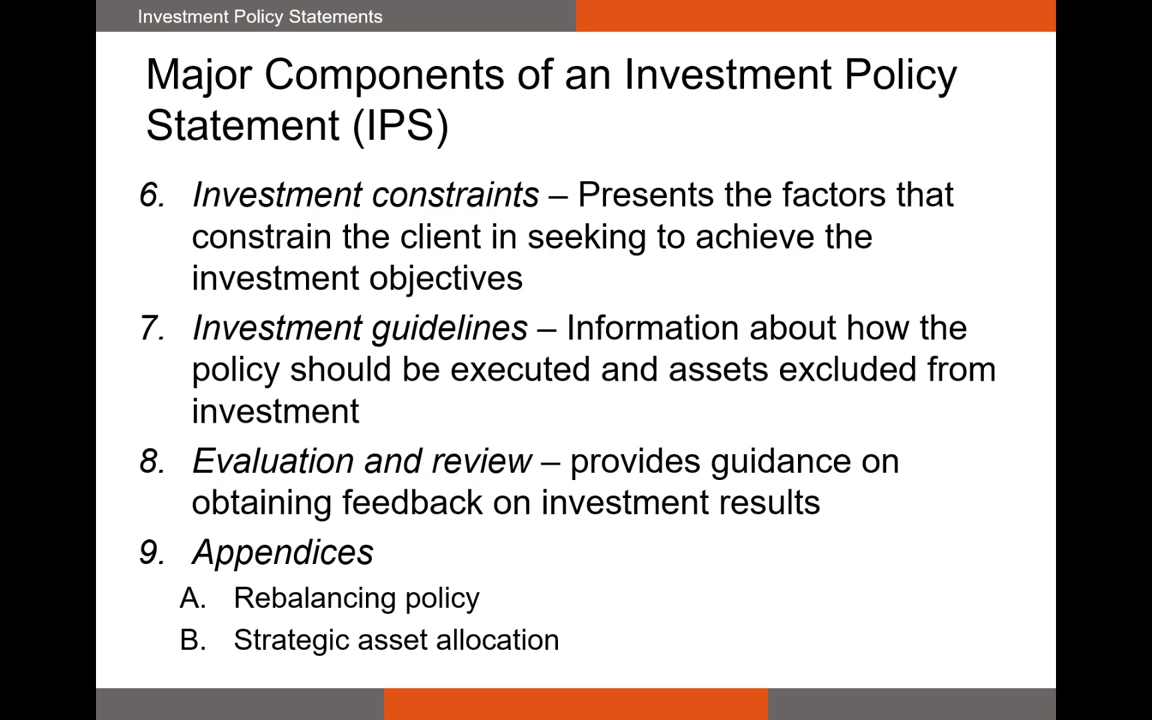 Investment Policy Statements
Major Components of an Investment Policy
Statement (IPS)
6. Investment constraints – Presents the factors that
constrain the client in seeking to achieve the
investment objectives
7. Investment guidelines – Information about how the
policy should be executed and assets excluded from
investment
8. Evaluation and review – provides guidance on
obtaining feedback on investment results
9. Appendices
A. Rebalancing policy
B. Strategic asset allocation